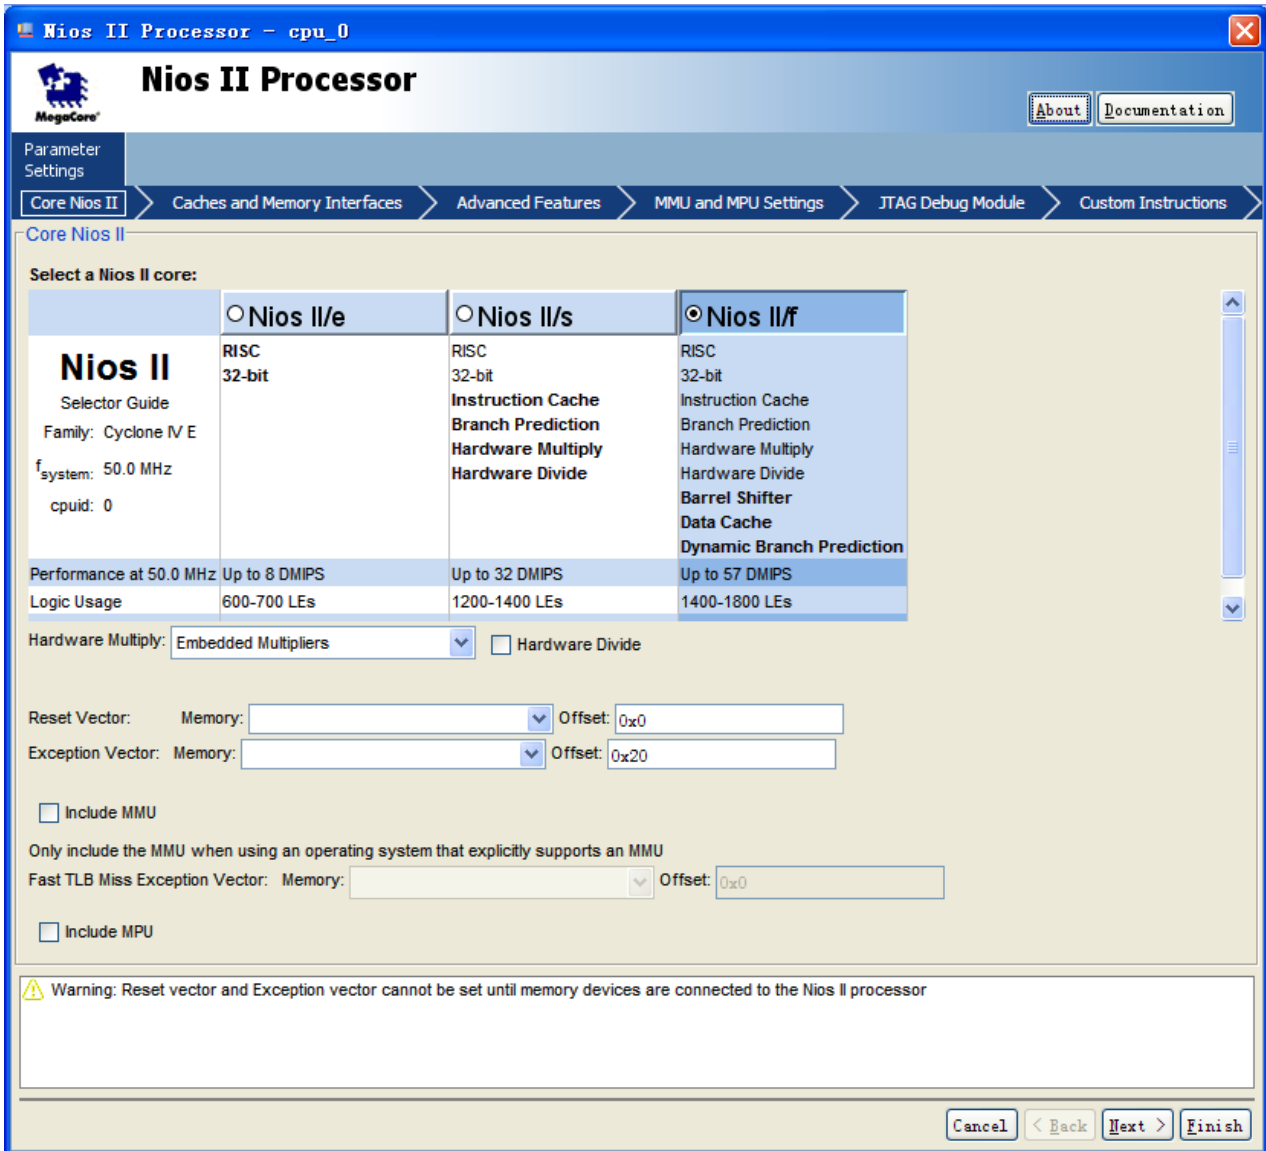 Nios II Processor - cpu_0
MegaCore®
Nios II Processor
About Documentation
Parameter
Settings
Core Nios II Caches and Memory Interfaces Advanced Features MMU and MPU Settings JTAG Debug Module Custom Instructions
Core Nios II
Select a Nios II core:
Nios II/e Nios II/s Nios II/f
Nios II
Selector Guide
Family: Cyclone IV E
fsystem: 50.0 MHz
cpuid: 0
RISC
32-bit
RISC
32-bit
Instruction Cache
Branch Prediction
Hardware Multiply
Hardware Divide
RISC
32-bit
Instruction Cache
Branch Prediction
Hardware Multiply
Hardware Divide
Barrel Shifter
Data Cache
Dynamic Branch Prediction
Performance at 50.0 MHz Up to 8 DMIPS Up to 32 DMIPS Up to 57 DMIPS
Logic Usage 600-700 LEs 1200-1400 LEs 1400-1800 LEs
Hardware Multiply: Embedded Multipliers Hardware Divide
Reset Vector: Memory: Offset: 0x0
Exception Vector: Memory: Offset: 0x20
Include MMU
Only include the MMU when using an operating system that explicitly supports an MMU
Fast TLB Miss Exception Vector: Memory: Offset: 0x0
Include MPU
Warning: Reset vector and Exception vector cannot be set until memory devices are connected to the Nios II processor
Cancel < Back Next > Finish